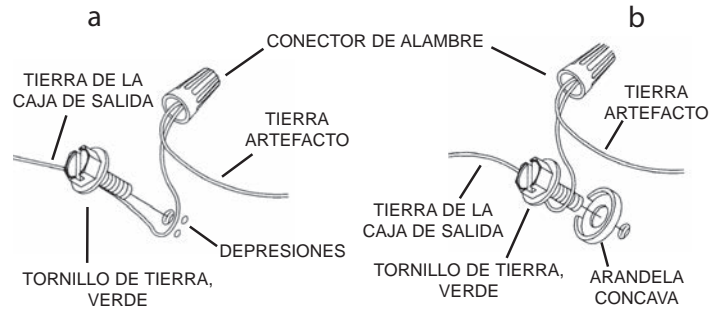 a
b
CONECTOR DE ALAMBRE
TIERRA DE LA
CAJA DE SALIDA
TIERRA
ARTEFACTO
DEPRESIONES
TORNILLO DE TIERRA,
VERDE
TIERRA
ARTEFACTO
TIERRA DE LA
CAJA DE SALIDA
TORNILLO DE TIERRA,
VERDE
ARANDELA
CONCAVA